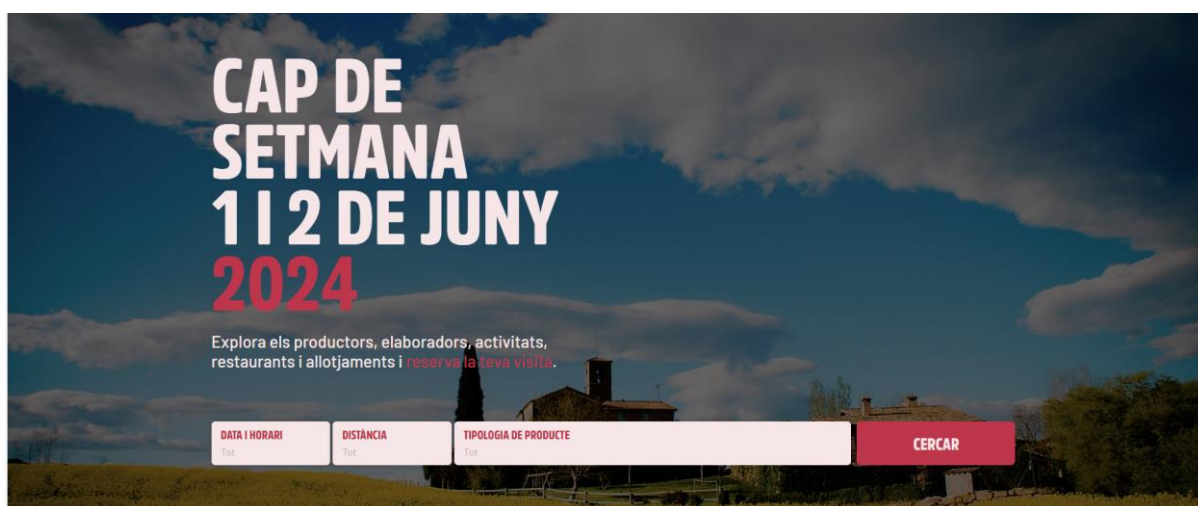 CAP DE
SETMANA
1 I 2 DE JUNY
2024
Explora els productors, elaboradors, activitats,
restaurants i allotjaments i reserva la teva visita.
DATA I HORARI
Tot
DISTÀNCIA
Tot
TIPOLOGIA DE PRODUCTE
Tot
CERCAR